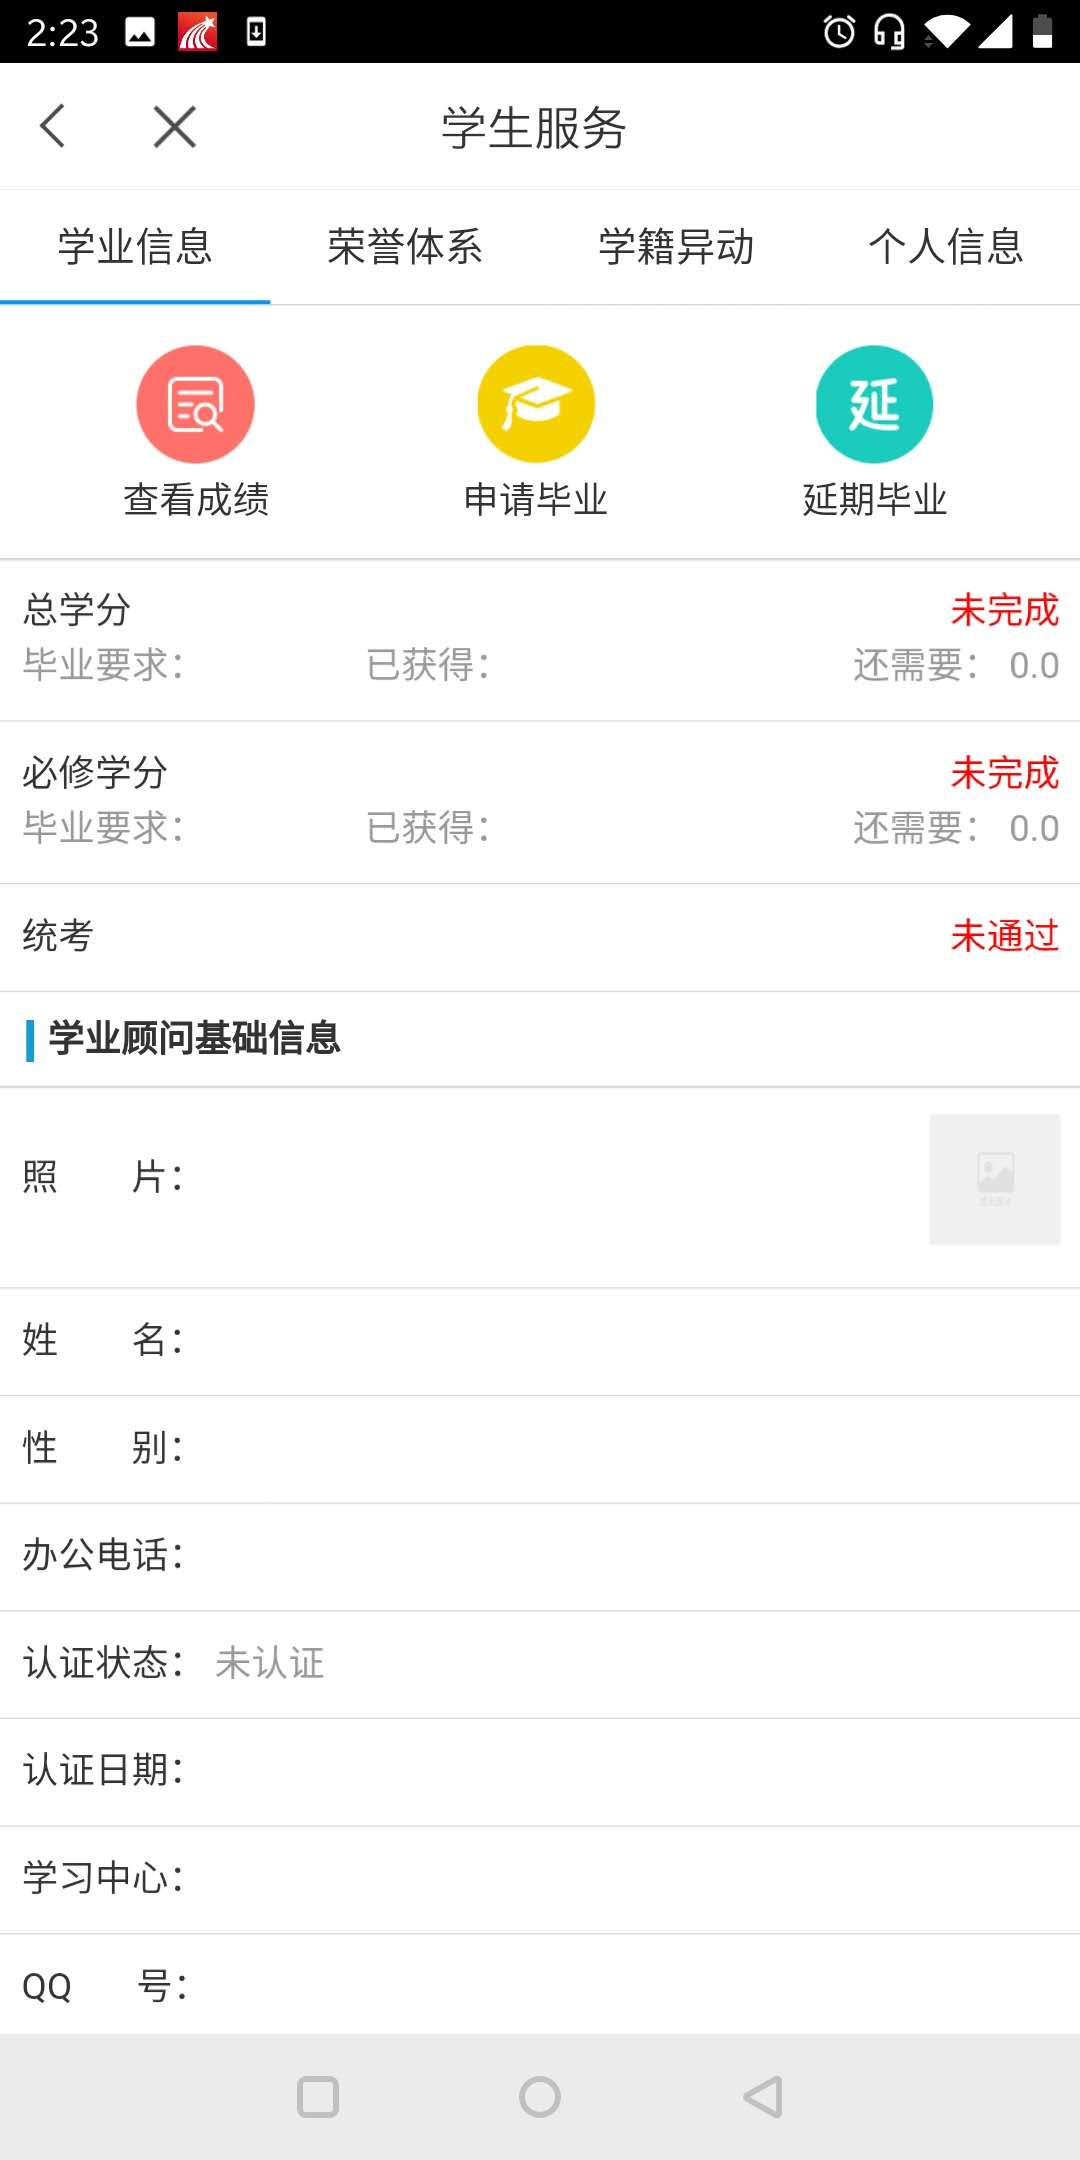 2:23
学生服务
学业信息 荣誉体系 学籍异动 个人信息
延
查看成绩 申请毕业 延期毕业
总学分 未完成
毕业要求： 已获得： 还需要： 0.0
必修学分 未完成
毕业要求： 已获得： 还需要： 0.0
统考 未通过
学业顾问基础信息
照 片：
姓 名：
性 别：
办公电话：
认证状态： 未认证
认证日期：
学习中心：
QQ 号：